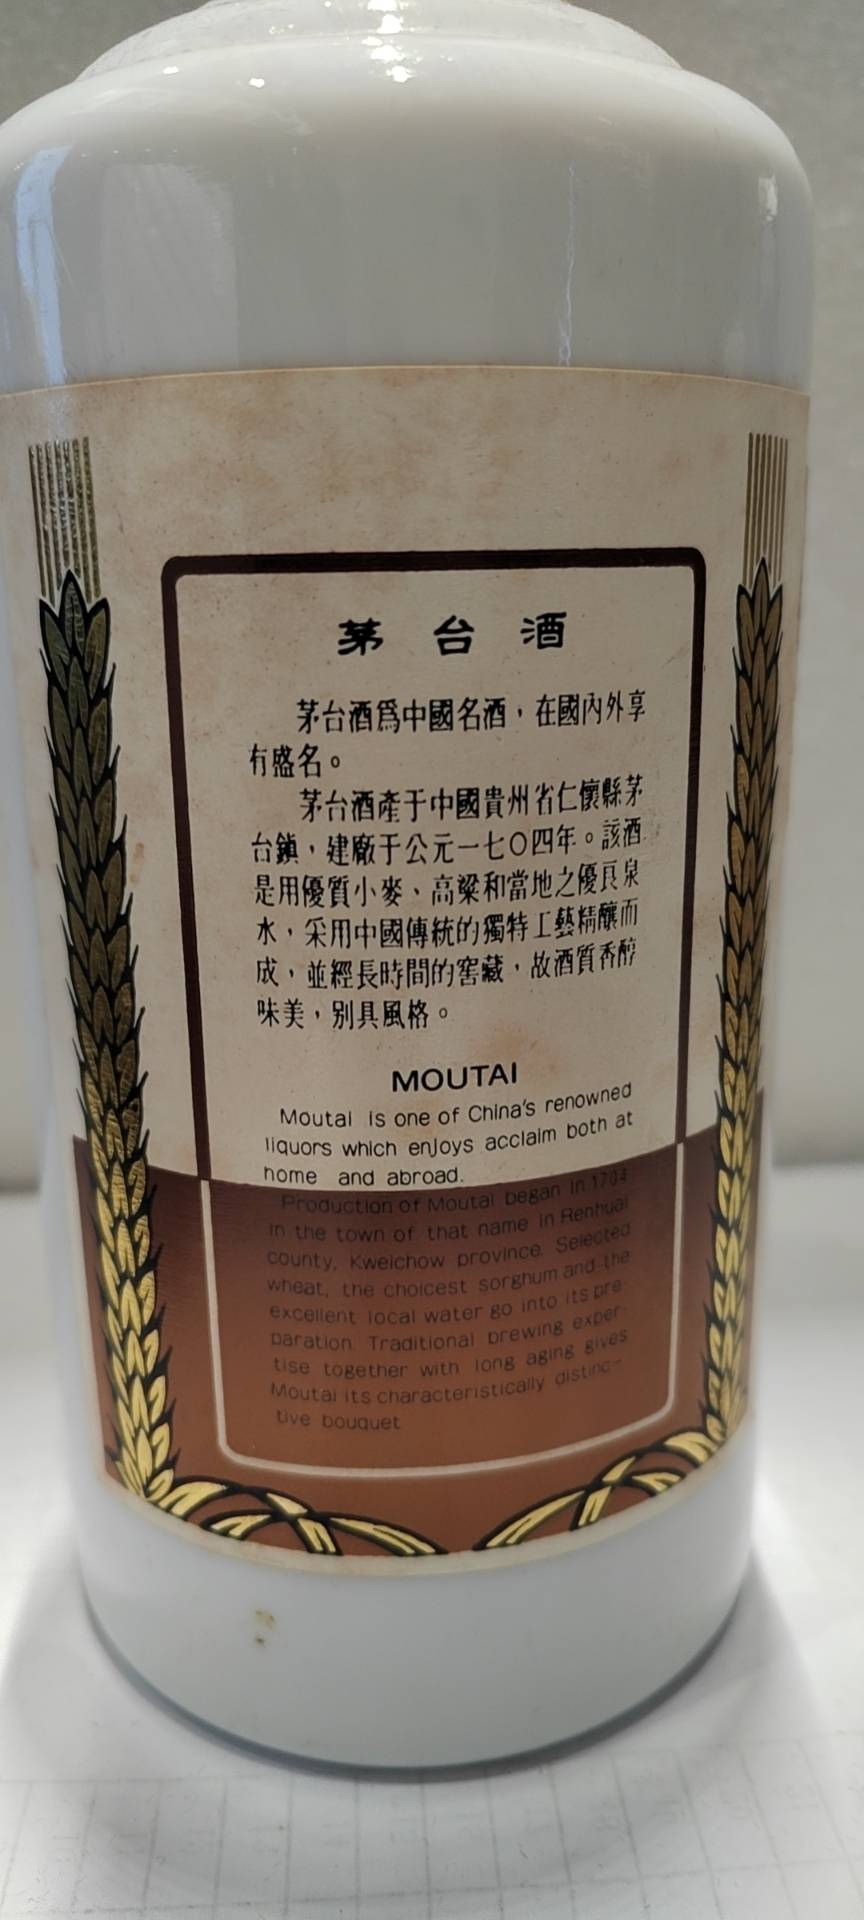 茅台酒
茅台酒爲中國名酒，在國內外享
有盛名。
茅台酒產于中國貴州省仁懷縣茅
台鎮，建廠于公元一七〇四年。該酒
是用優質小麥、高粱和當地之優良泉
水，采用中國傳統的獨特工藝精釀而
成，並經長時間的窖藏，故酒質香醇
味美，别具風格。
MOUTAI
Moutai is one of China's renowned
liquors which enjoys acclaim both at
home and abroad.
Production of Moutai began in 1704
in the town of that name in Renhuai
county, Kweichow province. Selected
wheat, the choicest sorghum and the
excellent local water go into its pre-
paration. Traditional brewing exper-
tise together with long aging gives
Moutai its characteristically distinc-
tive bouquet